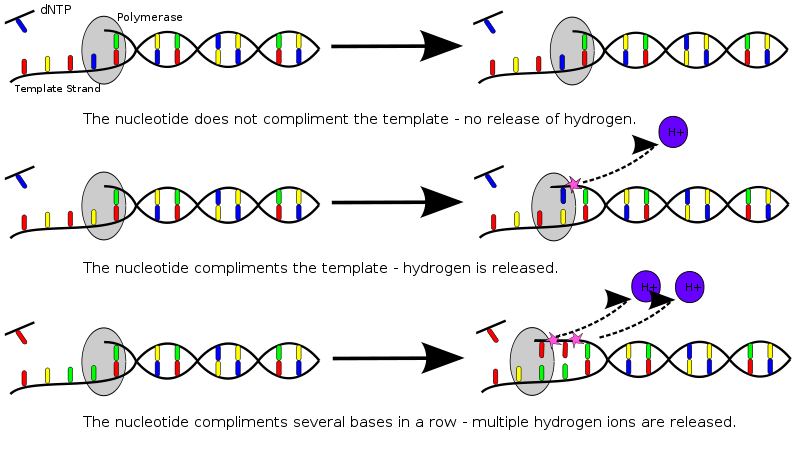 dNTP
Polymerase
Template Strand
The nucleotide does not compliment the template - no release of hydrogen.
H+
The nucleotide compliments the template - hydrogen is released.
H+ H+
The nucleotide compliments several bases in a row - multiple hydrogen ions are released.